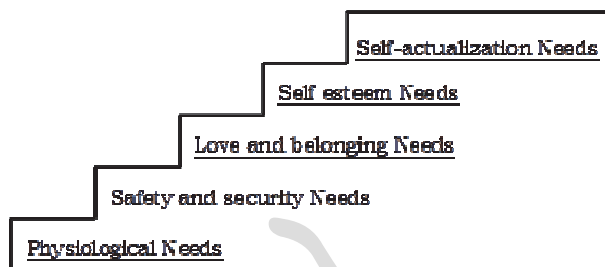 Self-actualization Needs
Self esteem Needs
Love and belonging Needs
Safety and security Needs
Physiological Needs